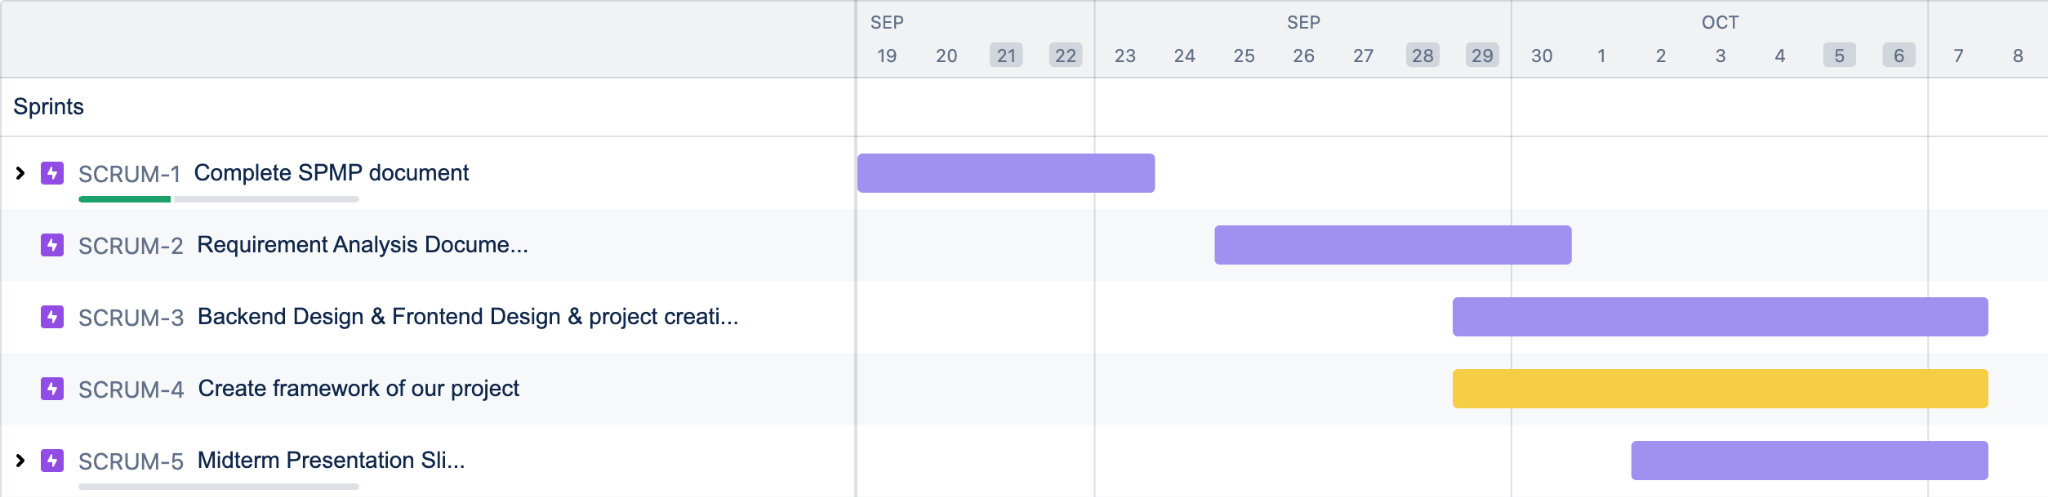 SEP SEP OCT
19 20 21 22 23 24 25 26 27 28 29 30 1 2 3 4 5 6 7 8
Sprints
SCRUM-1 Complete SPMP document
SCRUM-2 Requirement Analysis Docume...
SCRUM-3 Backend Design & Frontend Design & project creati...
SCRUM-4 Create framework of our project
SCRUM-5 Midterm Presentation Sli...